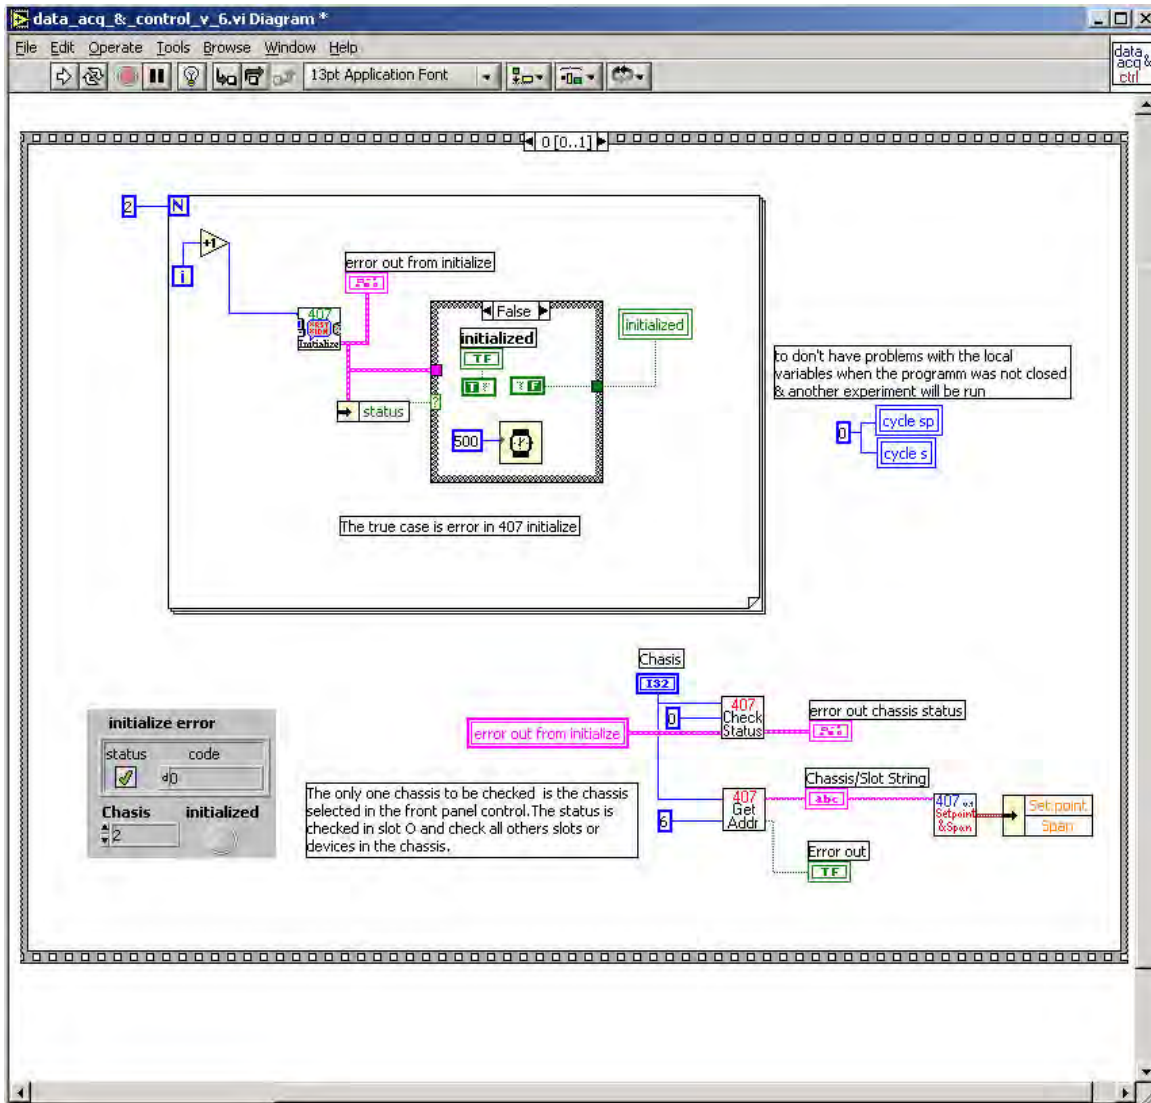 data_acq_&_control_v_6.vi Diagram *
File Edit Operate Tools Browse Window Help
13pt Application Font
data
acq &
ctrl
0 [0..1]
2
N
+1
i
error out from initialize
407
Initialize
False
initialized
TF
T
F
initialized
status
?
500
The true case is error in 407 initialize
to don't have problems with the local
variables when the programm was not closed
& another experiment will be run
0
cycle sp
cycle s
Chasis
I32
0
407
Check
Status
error out chassis status
error out from initialize
initialize error
status code
d0
Chasis initialized
2
The only one chassis to be checked is the chassis
selected in the front panel control. The status is
checked in slot O and check all others slots or
devices in the chassis.
6
407
Get
Addr
Chassis/Slot String
abc
407
Setpoint
&Span
Set point
Span
Error out
TF